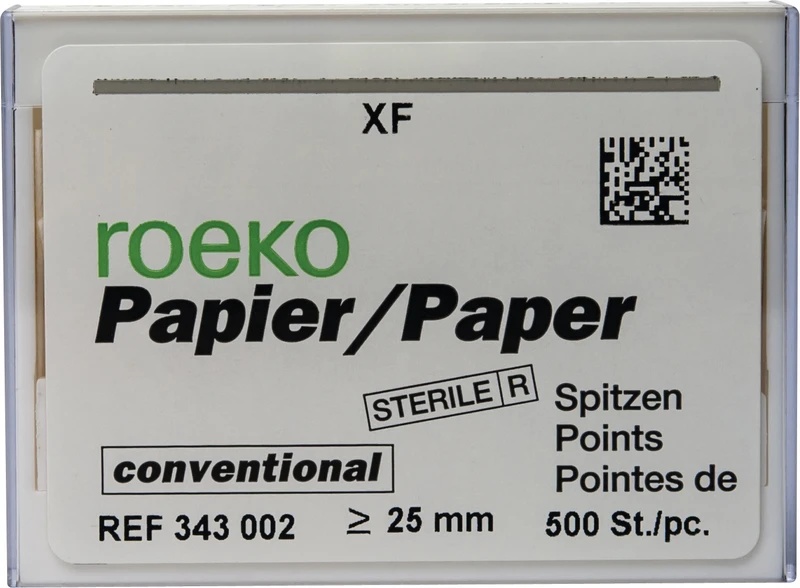 XF
roeko
Papier/Paper
STERILE R
Spitzen
Points
Pointes de
conventional
REF 343 002 ≥ 25 mm 500 St./pc.